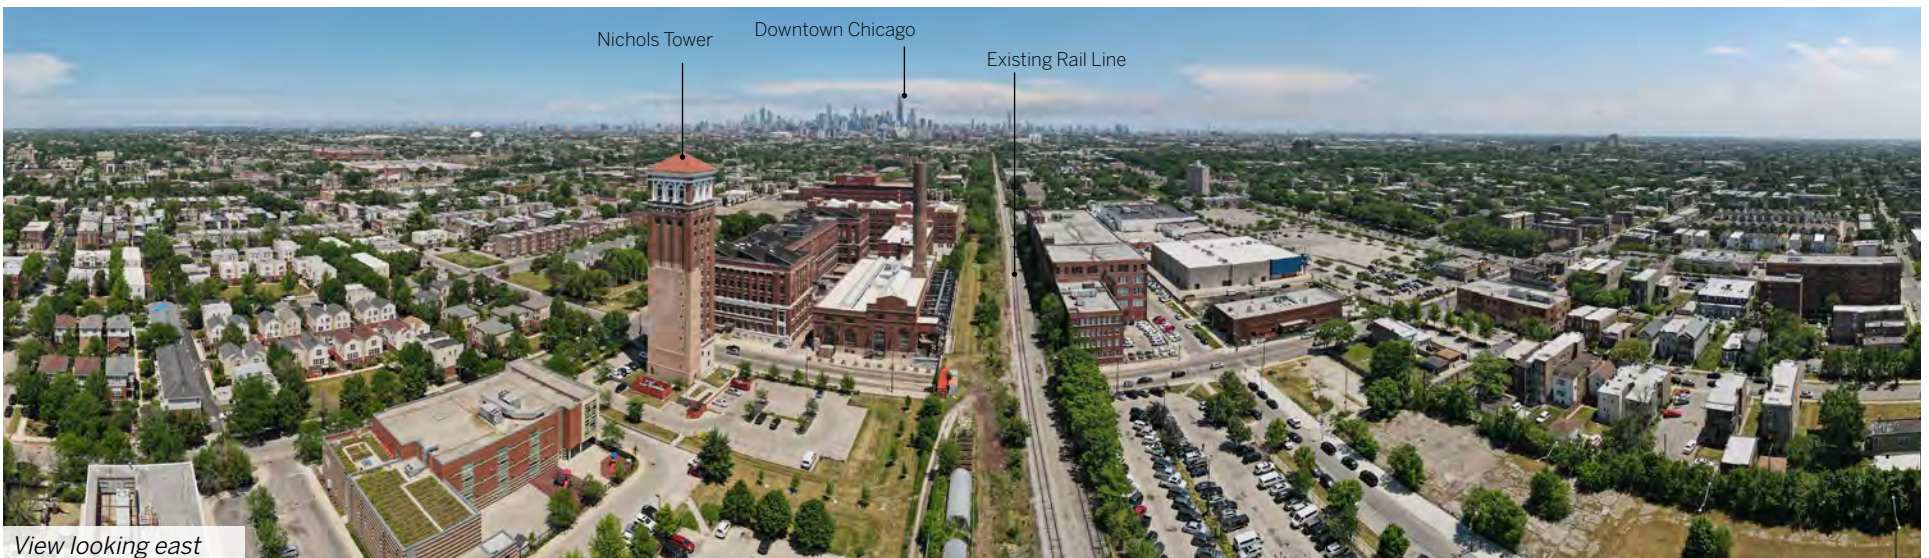 Nichols Tower
Downtown Chicago
Existing Rail Line
View looking east